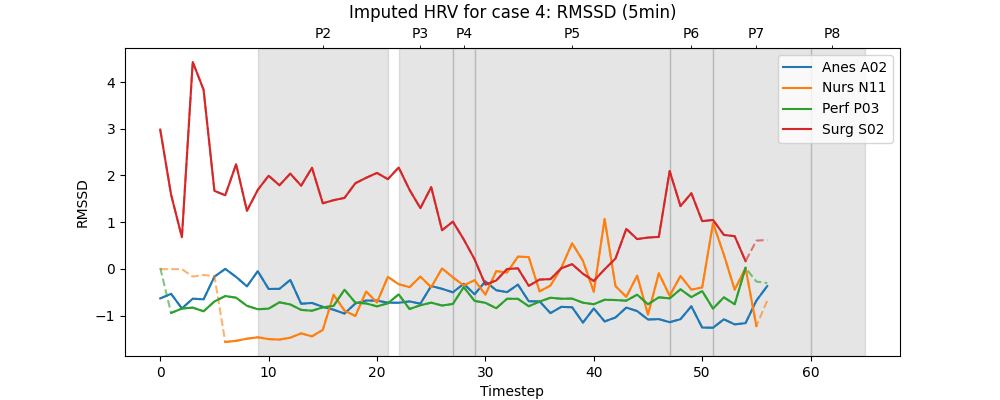 Imputed HRV for case 4: RMSSD (5min)
P2 P3 P4 P5 P6 P7 P8
Anes A02
Nurs N11
Perf P03
Surg S02
4
3
2
1
0
−1
RMSSD
0 10 20 30 40 50 60
Timestep